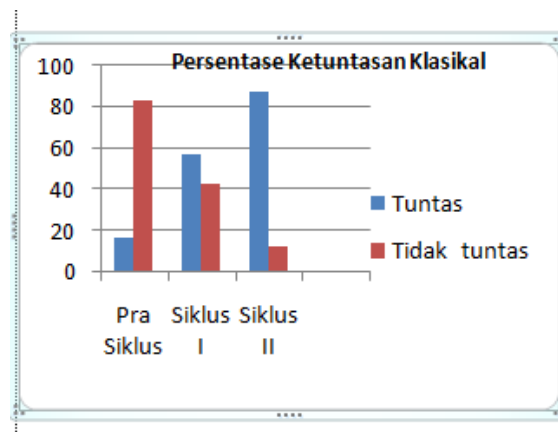 Persentase Ketuntasan Klasikal
100
80
60
40
20
0
Pra Siklus Siklus
Siklus I II
Tuntas
Tidak tuntas